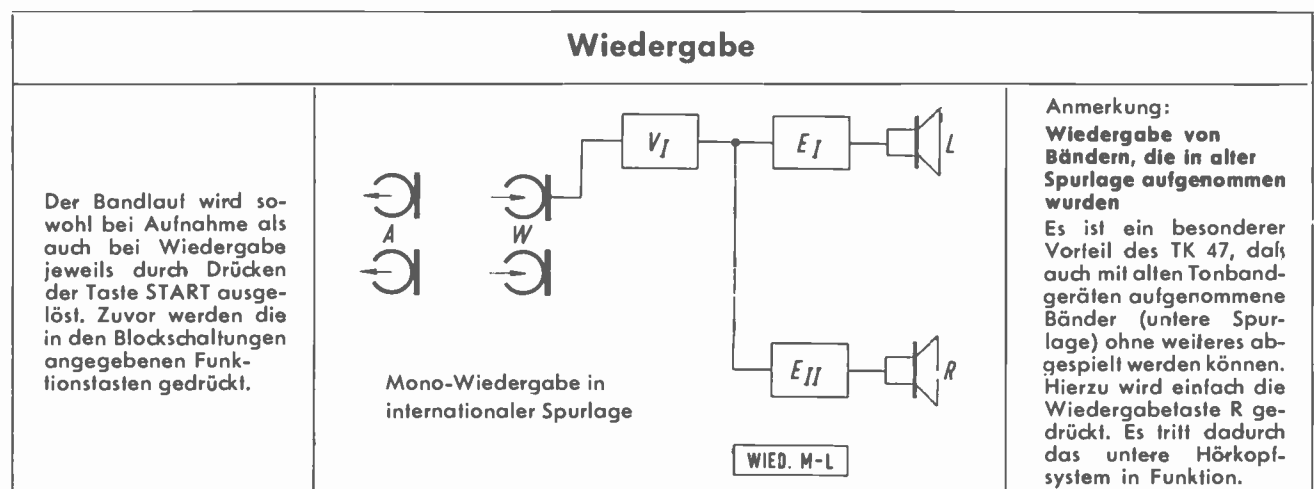 Wiedergabe
Der Bandlauf wird so-
wohl bei Aufnahme als
auch bei Wiedergabe
jeweils durch Drücken
der Taste START ausge-
löst. Zuvor werden die
in den Blockschaltungen
angegebenen Funk-
tionstasten gedrückt.
A
W
V I
E I
L
E II
R
Mono-Wiedergabe in
internationaler Spurlage
WIED. M-L
Anmerkung:
Wiedergabe von
Bändern, die in alter
Spurlage aufgenommen
wurden
Es ist ein besonderer
Vorteil des TK 47, daß
auch mit alten Tonband-
geräten aufgenommene
Bänder (untere Spur-
lage) ohne weiteres ab-
gespielt werden können.
Hierzu wird einfach die
Wiedergabetaste R ge-
drückt. Es tritt dadurch
das untere Hörkopf-
system in Funktion.